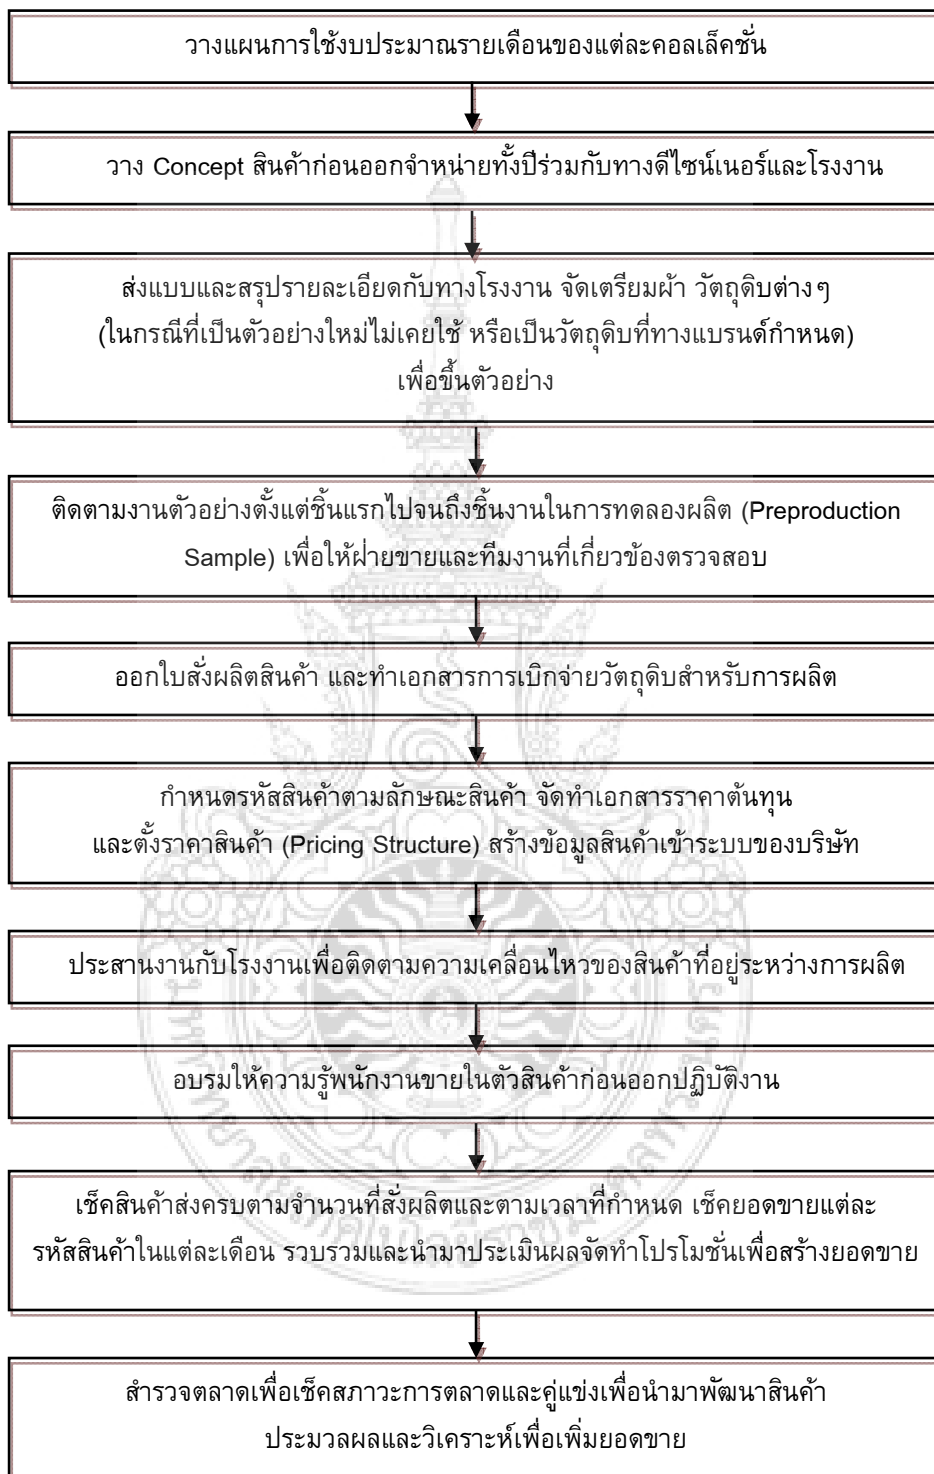 วางแผนการใช้งบประมาณรายเดือนของแต่ละคอลเล็คชั่น
วาง Concept สินค้าก่อนออกจำหน่ายทั้งปีร่วมกับทางดีไซน์เนอร์และโรงงาน
ส่งแบบและสรุปรายละเอียดกับทางโรงงาน จัดเตรียมผ้า วัตถุดิบต่าง ๆ
(ในกรณีที่เป็นตัวอย่างใหม่ไม่เคยใช้ หรือเป็นวัตถุดิบที่ทางแบรนด์กำหนด)
เพื่อขึ้นตัวอย่าง
ติดตามงานตัวอย่างตั้งแต่ชิ้นแรกไปจนถึงชิ้นงานในการทดลองผลิต (Preproduction
Sample) เพื่อให้ฝ่ายขายและทีมงานที่เกี่ยวข้องตรวจสอบ
ออกใบสั่งผลิตสินค้า และทำเอกสารการเบิกจ่ายวัตถุดิบสำหรับการผลิต
กำหนดรหัสสินค้าตามลักษณะสินค้า จัดทำเอกสารราคาต้นทุน
และตั้งราคาสินค้า (Pricing Structure) สร้างข้อมูลสินค้าเข้าระบบของบริษัท
ประสานงานกับโรงงานเพื่อติดตามความเคลื่อนไหวของสินค้าที่อยู่ระหว่างการผลิต
อบรมให้ความรู้พนักงานขายในตัวสินค้าก่อนออกปฏิบัติงาน
เช็คสินค้าส่งครบตามจำนวนที่สั่งผลิตและตามเวลาที่กำหนด เช็คยอดขายแต่ละ
รหัสสินค้าในแต่ละเดือน รวบรวมและนำมาประเมินผลจัดทำโปรโมชั่นเพื่อสร้างยอดขาย
สำรวจตลาดเพื่อเช็คสภาวะการตลาดและคู่แข่งเพื่อนำมาพัฒนาสินค้า
ประมวลผลและวิเคราะห์เพื่อเพิ่มยอดขาย
มหาวิทยาลัยเทคโนโลยีราชมงคลพระนคร